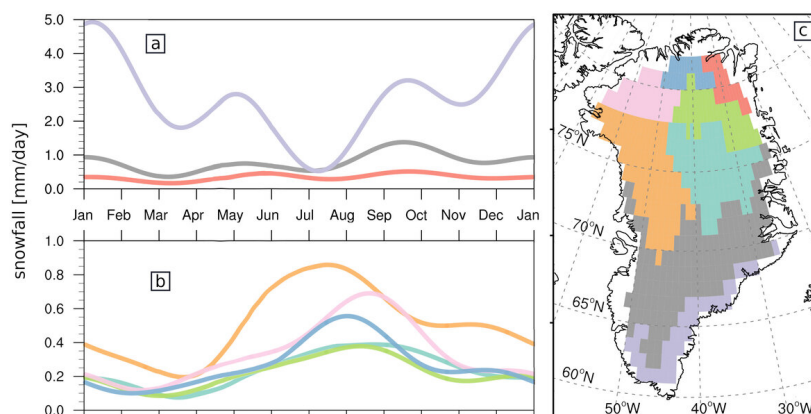 5.0
4.0
3.0
2.0
1.0
0.0
a
Jan Feb Mar Apr May Jun Jul Aug Sep Oct Nov Dec Jan
snowfall [mm/day]
1.0
0.8
0.6
0.4
0.2
0.0
b
c
75°N
70°N
65°N
60°N
50°W 40°W 30°W